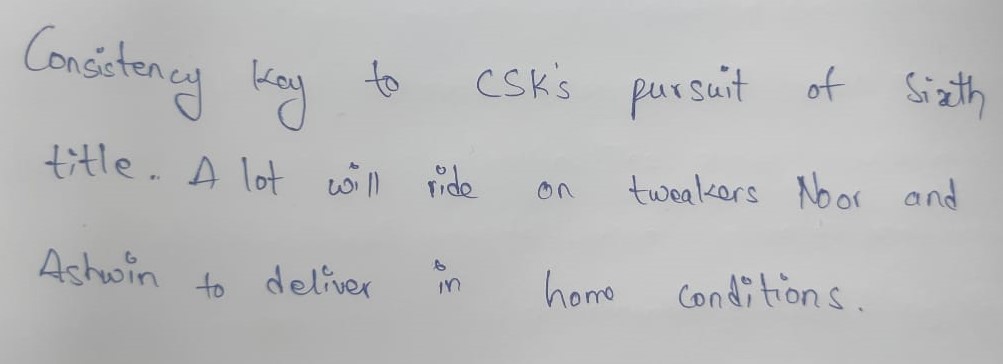 Consistency key to CSK's pursuit of Sixth
title. A lot will ride on tweakers Noor and
Ashwin to deliver in home conditions.